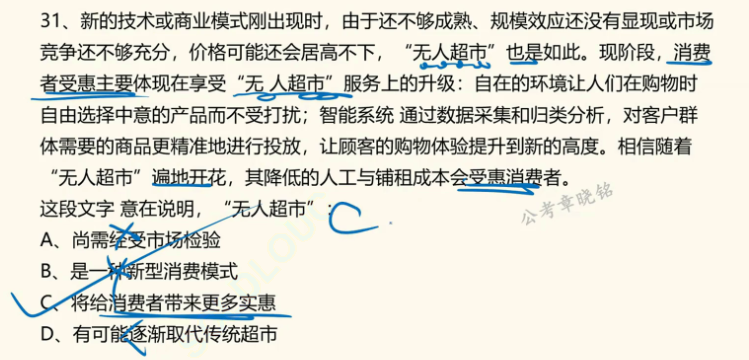 31、新的技术或商业模式刚出现时，由于还不够成熟、规模效应还没有显现或市场
竞争还不够充分，价格可能还会居高不下，“无人超市”也是如此。现阶段，消费
者受惠主要体现在享受“无 人超市”服务上的升级：自在的环境让人们在购物时
自由选择中意的产品而不受打扰；智能系统 通过数据采集和归类分析，对客户群
体需要的商品更精准地进行投放，让顾客的购物体验提升到新的高度。相信随着
“无人超市”遍地开花，其降低的人工与铺租成本会受惠消费者。
这段文字 意在说明，“无人超市”： C
公考章晓铭
A、尚需经受市场检验
B、是一种新型消费模式
C、将给消费者带来更多实惠
D、有可能逐渐取代传统超市